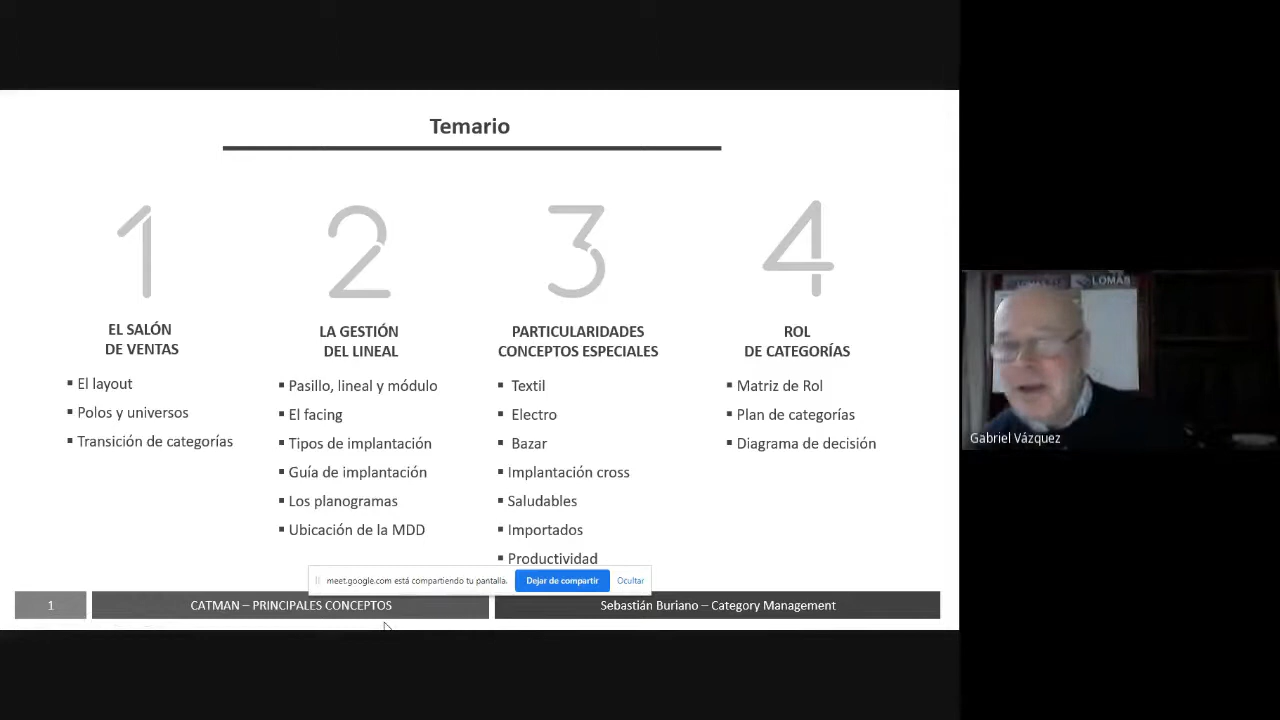 Temario
1
EL SALÓN
DE VENTAS
▪ El layout
▪ Polos y universos
▪ Transición de categorías
2
LA GESTIÓN
DEL LINEAL
▪ Pasillo, lineal y módulo
▪ El facing
▪ Tipos de implantación
▪ Guía de implantación
▪ Los planogramas
▪ Ubicación de la MDD
3
PARTICULARIDADES
CONCEPTOS ESPECIALES
▪ Textil
▪ Electro
▪ Bazar
▪ Implantación cross
▪ Saludables
▪ Importados
▪ Productividad
4
ROL
DE CATEGORÍAS
▪ Matriz de Rol
▪ Plan de categorías
▪ Diagrama de decisión
meet.google.com está compartiendo tu pantalla. Dejar de compartir Ocultar
1 CATMAN – PRINCIPALES CONCEPTOS Sebastián Buriano – Category Management
LOMAS
Gabriel Vázquez